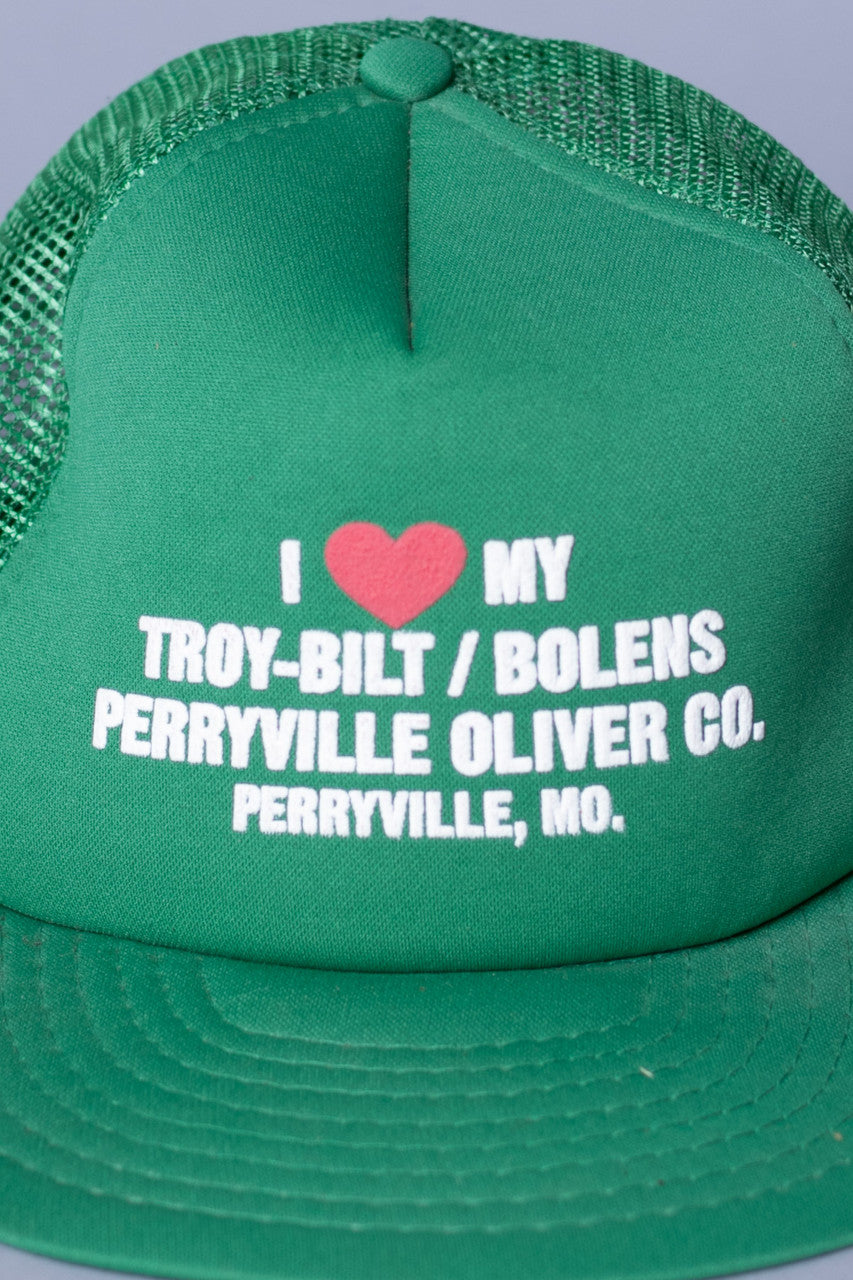 I ❤ MY
TROY-BILT / BOLENS
PERRYVILLE OLIVER CO.
PERRYVILLE, MO.